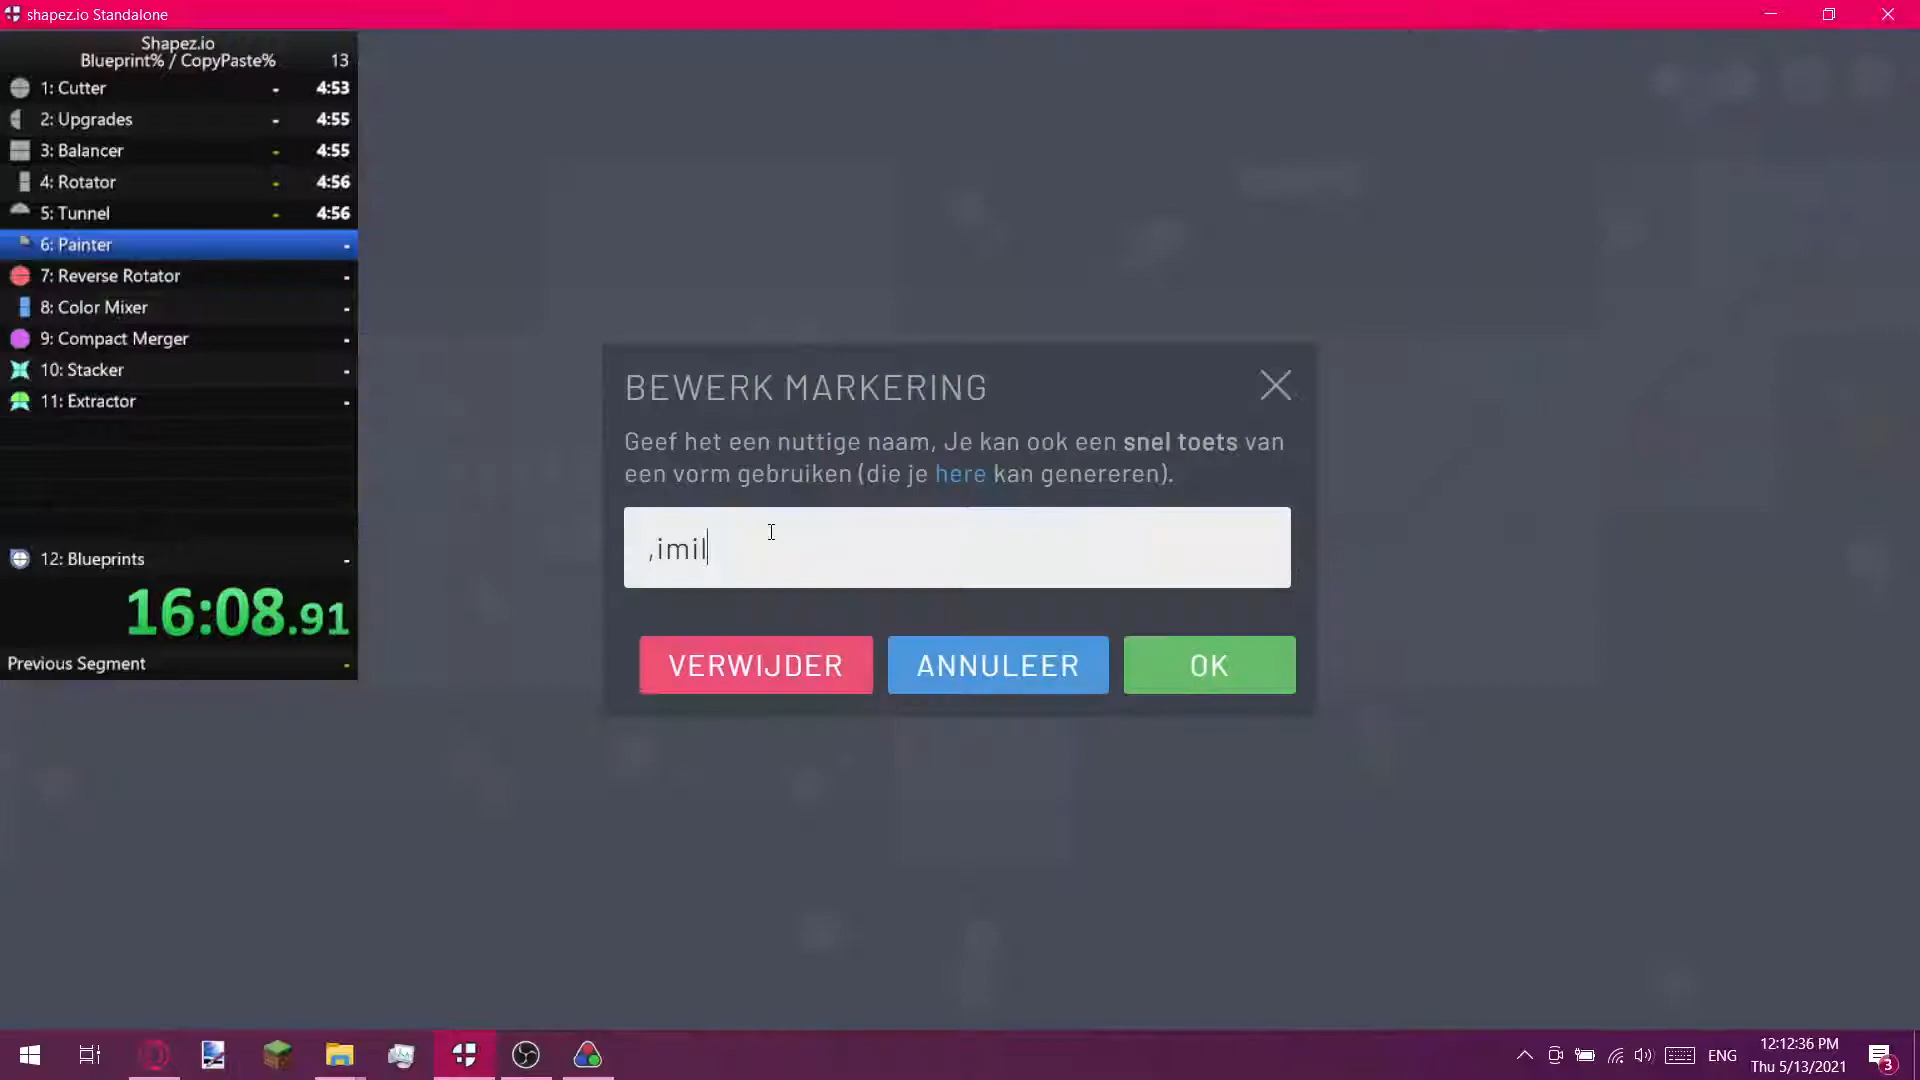 shapez.io Standalone
Shapez.io
Blueprint% / CopyPaste% 13
1: Cutter - 4:53
2: Upgrades - 4:55
3: Balancer - 4:55
4: Rotator - 4:56
5: Tunnel - 4:56
6: Painter -
7: Reverse Rotator -
8: Color Mixer -
9: Compact Merger -
10: Stacker -
11: Extractor -
12: Blueprints -
16:08.91
Previous Segment -
BEWERK MARKERING
Geef het een nuttige naam, Je kan ook een snel toets van
een vorm gebruiken (die je here kan genereren).
,imil
VERWIJDER ANNULEER OK
ENG
12:12:36 PM
Thu 5/13/2021
3